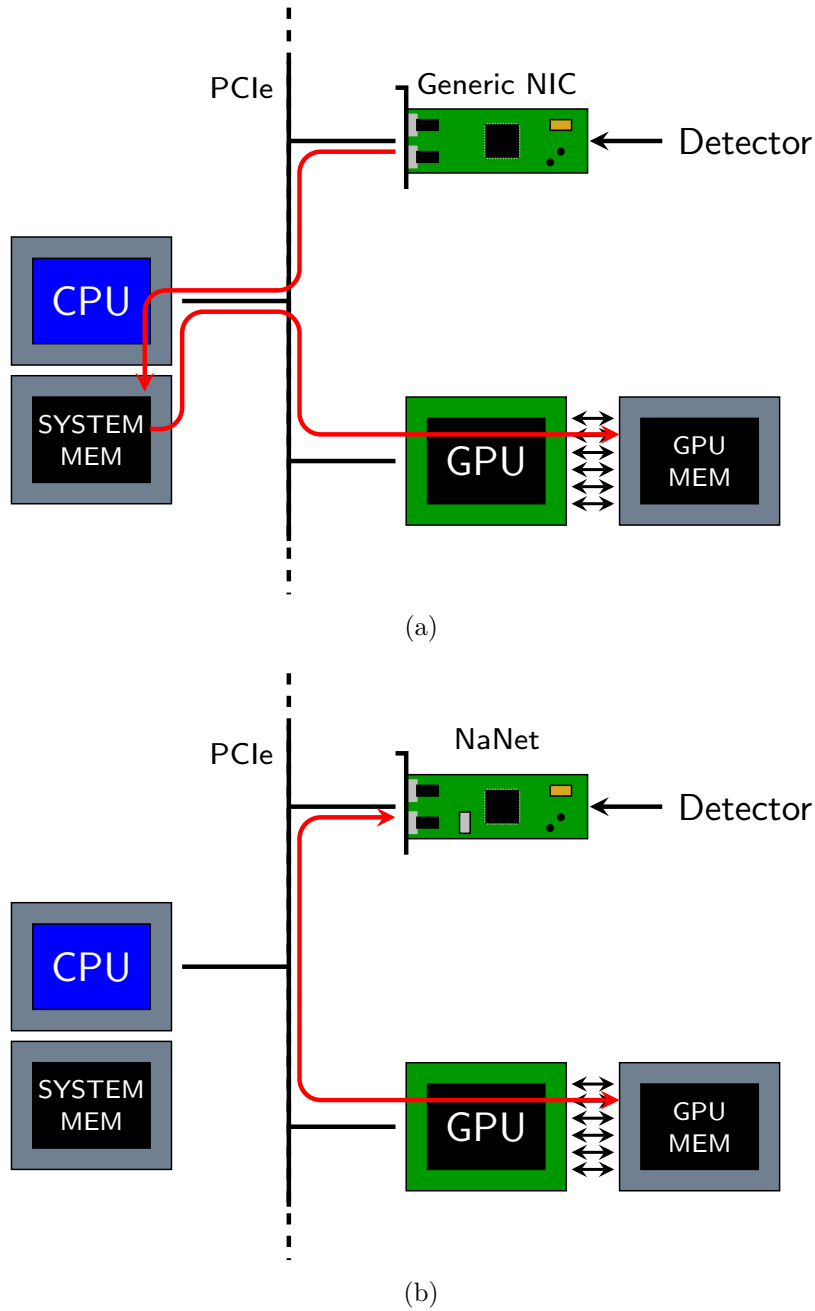 PCIe
Generic NIC
Detector
CPU
SYSTEM
MEM
GPU
GPU
MEM
(a)
PCIe
NaNet
Detector
CPU
SYSTEM
MEM
GPU
GPU
MEM
(b)